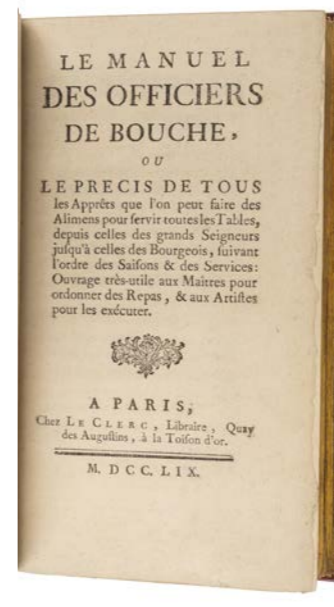 LE MANUEL
DES OFFICIERS
DE BOUCHE,
OU
LE PRECIS DE TOUS
les Apprêts que l'on peut faire des
Alimens pour ſervir toutes les Tables,
depuis celles des grands Seigneurs
juſqu'à celles des Bourgeois, ſuivant
l'ordre des Saiſons & des Services:
Ouvrage très-utile aux Maitres pour
ordonner des Repas, & aux Artiſtes
pour les exécuter.
A PARIS,
Chez LE CLERC, Libraire, Quay
des Auguſtins, à la Toiſon d'or.
M. DCC. LIX.